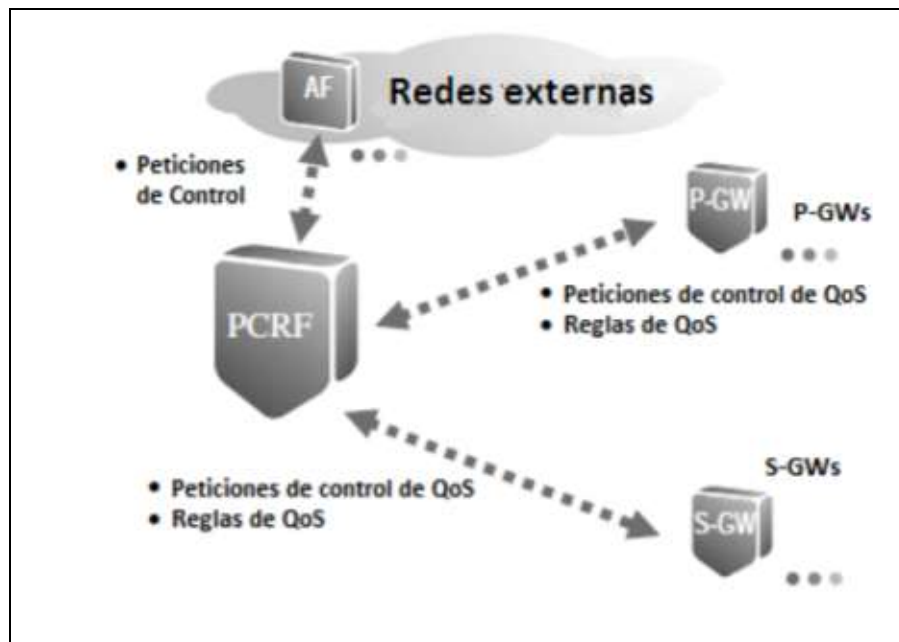 AF
Redes externas
• Peticiones
de Control
P-GW
P-GWs
PCRF
• Peticiones de control de QoS
• Reglas de QoS
S-GWs
• Peticiones de control de QoS
• Reglas de QoS
S-GW